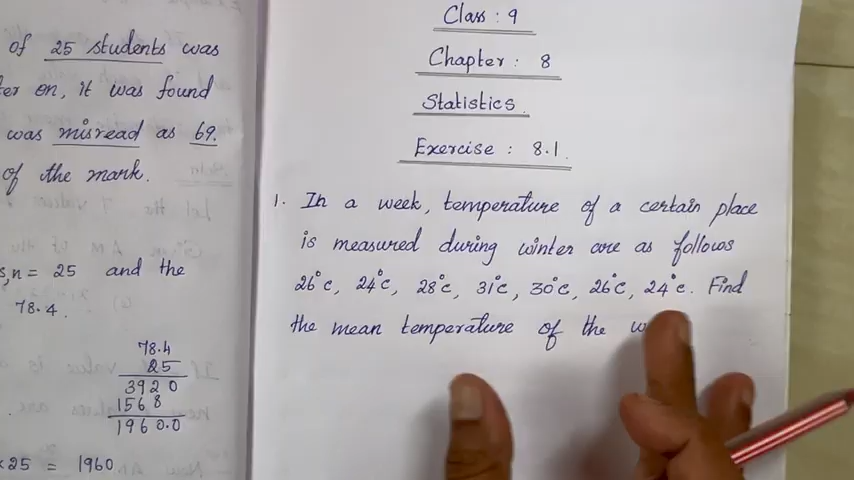 of 25 students was
on, it was found
was misread as 69.
of the mark.
n = 25 and the
78.4.
78.4
25
3920
1568
1960.0
×25 = 1960
Class : 9
Chapter : 8
Statistics.
Exercise : 8.1.
1. In a week, temperature of a certain place
is measured during winter are as follows
26°c, 24°c, 28°c, 31°c, 30°c, 26°c, 24°c. Find
the mean temperature of the